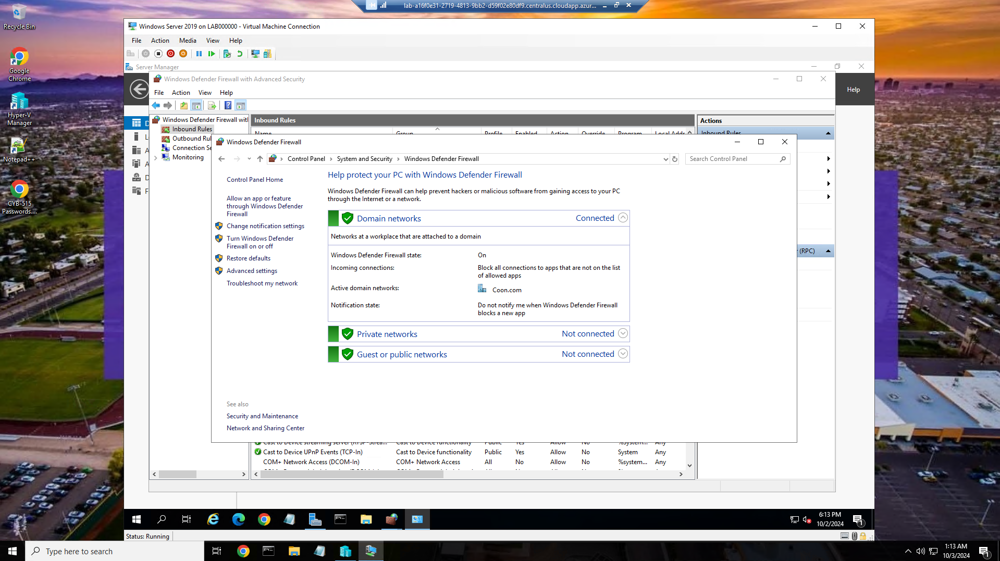 lab-a16f0e31-2719-4813-9bb2-d59f02e80df9.centralus.cloudapp.azur...
Recycle Bin
Google
Chrome
Hyper-V
Manager
Notepad++
CYB-515
Passwords....
Windows Server 2019 on LAB000000 - Virtual Machine Connection
File Action Media View Help
Server Manager
Help
Windows Defender Firewall with Advanced Security
File Action View Help
Windows Defender Firewall wit
Inbound Rules
Outbound Rul
Connection Se
Monitoring
Inbound Rules
Name Group Profile Enabled Action Override Program Local Addr
Actions
Inbound Rules
(RPC)
Windows Defender Firewall
Control Panel System and Security Windows Defender Firewall
Search Control Panel
Control Panel Home
Allow an app or feature
through Windows Defender
Firewall
Change notification settings
Turn Windows Defender
Firewall on or off
Restore defaults
Advanced settings
Troubleshoot my network
Help protect your PC with Windows Defender Firewall
Windows Defender Firewall can help prevent hackers or malicious software from gaining access to your PC
through the Internet or a network.
Domain networks Connected
Networks at a workplace that are attached to a domain
Windows Defender Firewall state: On
Incoming connections: Block all connections to apps that are not on the list
of allowed apps
Active domain networks: Coon.com
Notification state: Do not notify me when Windows Defender Firewall
blocks a new app
Private networks Not connected
Guest or public networks Not connected
See also
Security and Maintenance
Network and Sharing Center
Cast to Device streaming server (RTSP-Strea... Cast to Device functionality Public Yes Allow No %system... Any
Cast to Device UPnP Events (TCP-In) Cast to Device functionality Public Yes Allow No System Any
COM+ Network Access (DCOM-In) COM+ Network Access All No Allow No %system... Any
6:13 PM
10/2/2024
1
Status: Running
Type here to search
1:13 AM
10/3/2024
1